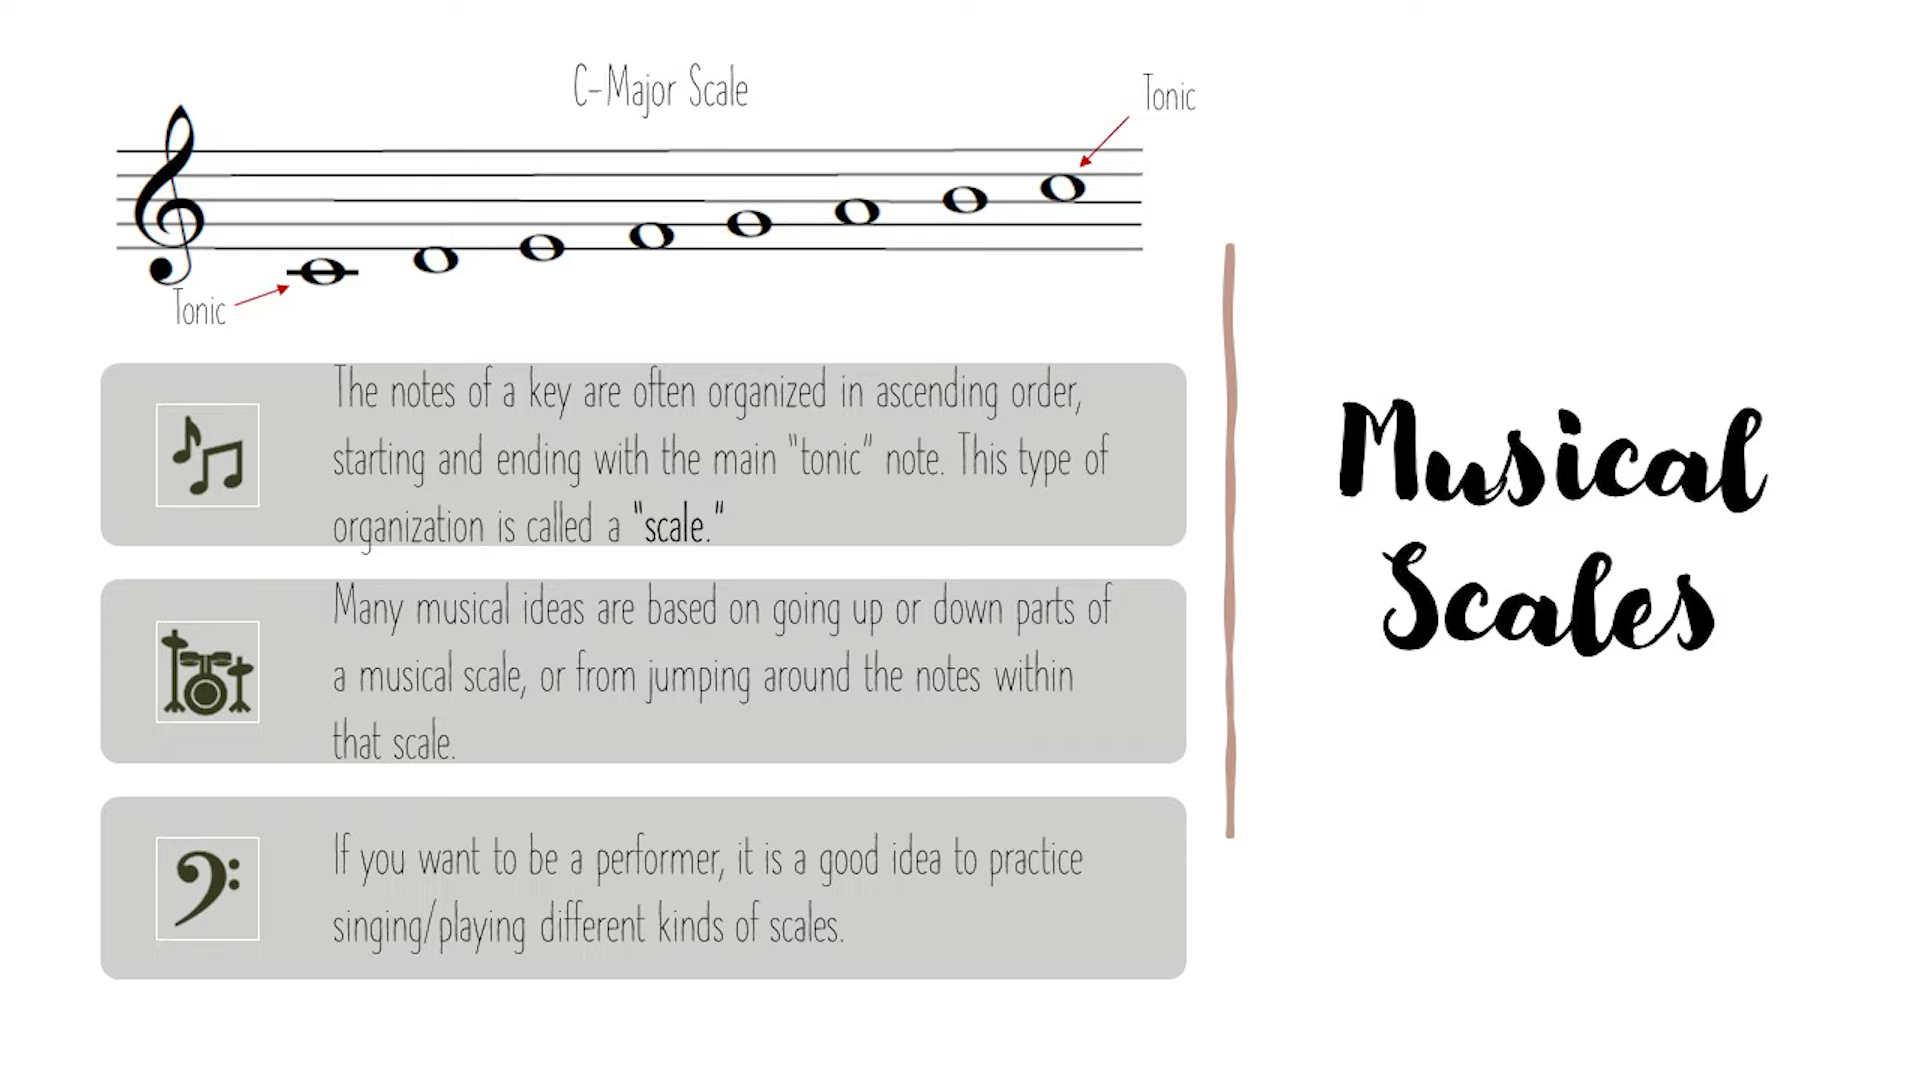 C-Major Scale
Tonic
Tonic
The notes of a key are often organized in ascending order,
starting and ending with the main "tonic" note. This type of
organization is called a "scale."
Many musical ideas are based on going up or down parts of
a musical scale, or from jumping around the notes within
that scale.
If you want to be a performer, it is a good idea to practice
singing/playing different kinds of scales.
Musical
Scales